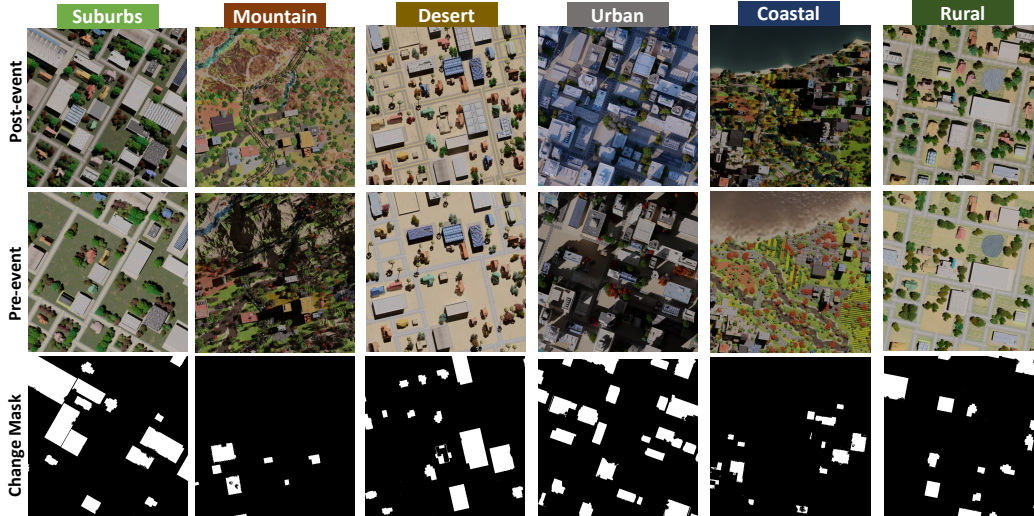 Suburbs
Mountain
Desert
Urban
Coastal
Rural
Post-event
Pre-event
Change Mask